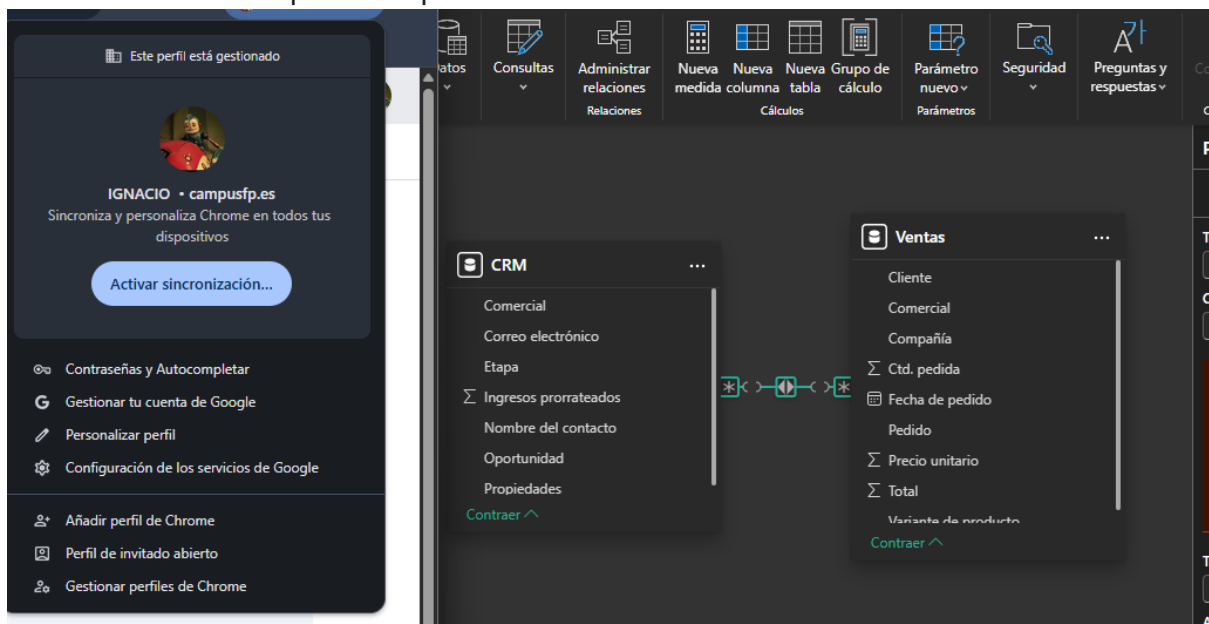 Este perfil está gestionado
IGNACIO • campusfp.es
Sincroniza y personaliza Chrome en todos tus
dispositivos
Activar sincronización...
Contraseñas y Autocompletar
Gestionar tu cuenta de Google
Personalizar perfil
Configuración de los servicios de Google
Añadir perfil de Chrome
Perfil de invitado abierto
Gestionar perfiles de Chrome
Consultas
Administrar
relaciones
Relaciones
Nueva
medida
Nueva
columna
Nueva
tabla
Grupo de
cálculo
Cálculos
Parámetro
nuevo
Parámetros
Seguridad
Preguntas y
respuestas
CRM
Comercial
Correo electrónico
Etapa
Ingresos prorrateados
Nombre del contacto
Oportunidad
Propiedades
Contraer
Ventas
Cliente
Comercial
Compañía
Ctd. pedida
Fecha de pedido
Pedido
Precio unitario
Total
Variante de producto
Contraer